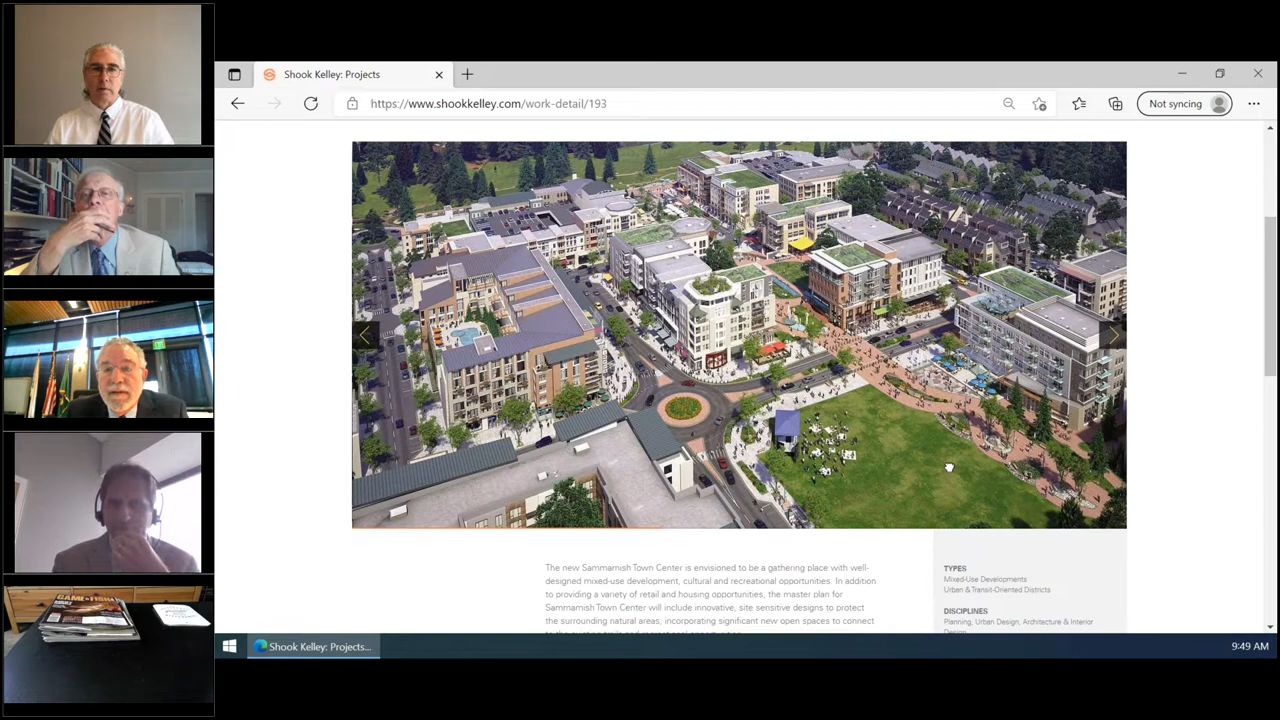 Shook Kelley: Projects
https://www.shookkelley.com/work-detail/193
Not syncing
The new Sammamish Town Center is envisioned to be a gathering place with well-
designed mixed-use development, cultural and recreational opportunities. In addition
to providing a variety of retail and housing opportunities, the master plan for
Sammamish Town Center will include innovative, site sensitive designs to protect
the surrounding natural areas, incorporating significant new open spaces to connect
TYPES
Mixed-Use Developments
Urban & Transit-Oriented Districts
DISCIPLINES
Planning, Urban Design, Architecture & Interior
GAME & FISH
Shook Kelley: Projects...
9:49 AM